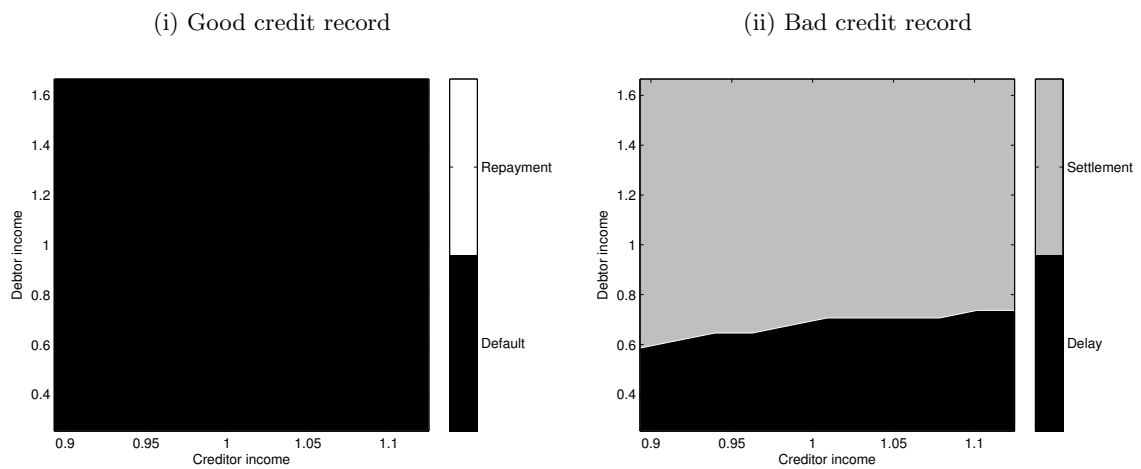 (i) Good credit record
1.6
1.4
1.2
1
0.8
0.6
0.4
Debtor income
0.9 0.95 1 1.05 1.1
Creditor income
Repayment
Default
(ii) Bad credit record
1.6
1.4
1.2
1
0.8
0.6
0.4
Debtor income
0.9 0.95 1 1.05 1.1
Creditor income
Settlement
Delay